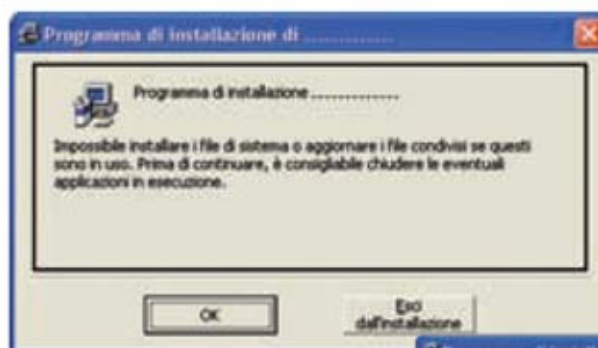 Programma di installazione di .............
Programma di installazione ..............
Impossibile installare i file di sistema o aggiornare i file condivisi se questi
sono in uso. Prima di continuare, è consigliabile chiudere le eventuali
applicazioni in esecuzione.
OK
Esci
dall'installazione